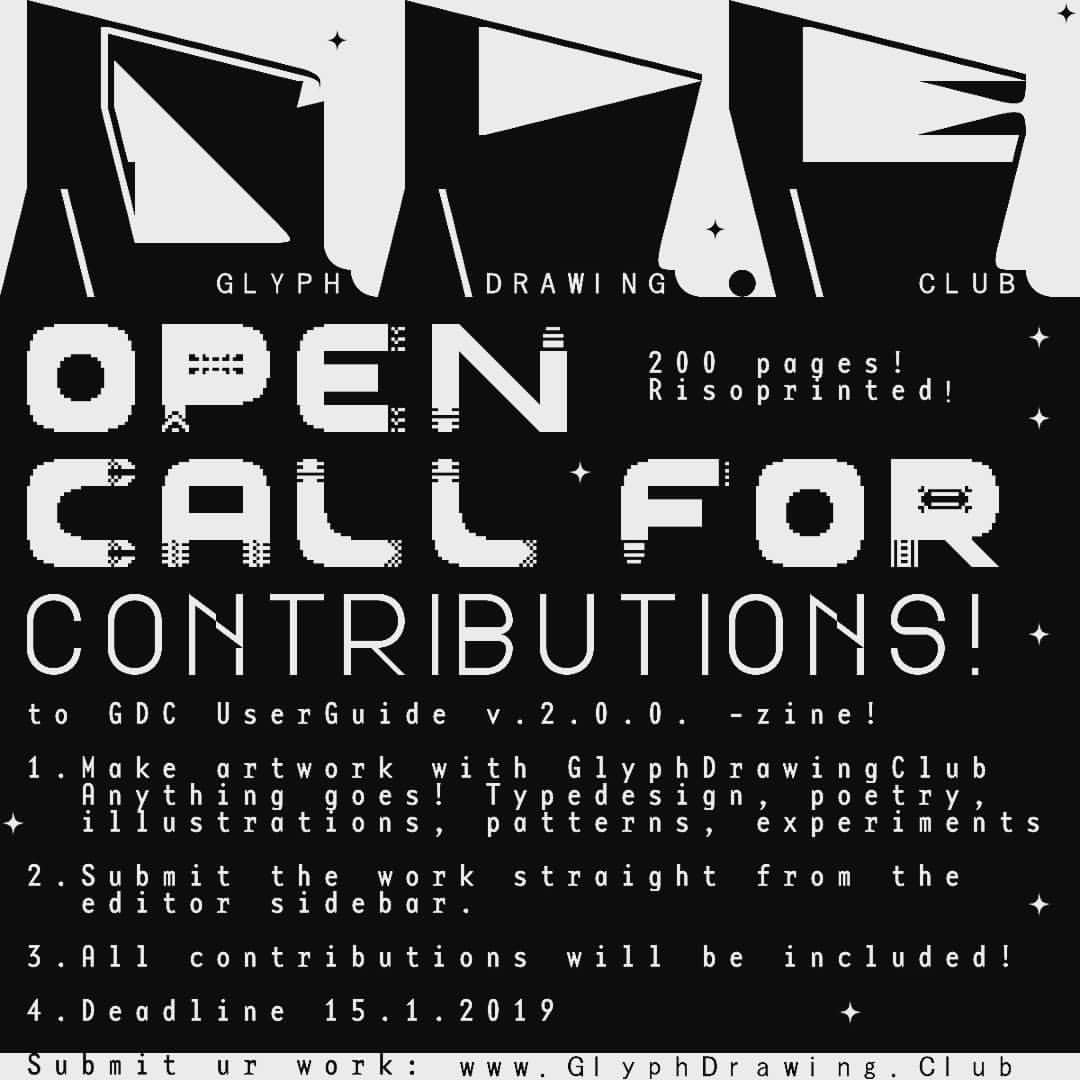 GLYPH DRAWING CLUB
OPEN
200 pages!
Risoprinted!
CALL FOR
CONTRIBUTIONS!
to GDC UserGuide v.2.0.0. -zine!
1. Make artwork with GlyphDrawingClub
Anything goes! Typedesign, poetry,
illustrations, patterns, experiments
2. Submit the work straight from the
editor sidebar.
3. All contributions will be included!
4. Deadline 15.1.2019
Submit ur work: www.GlyphDrawing.Club